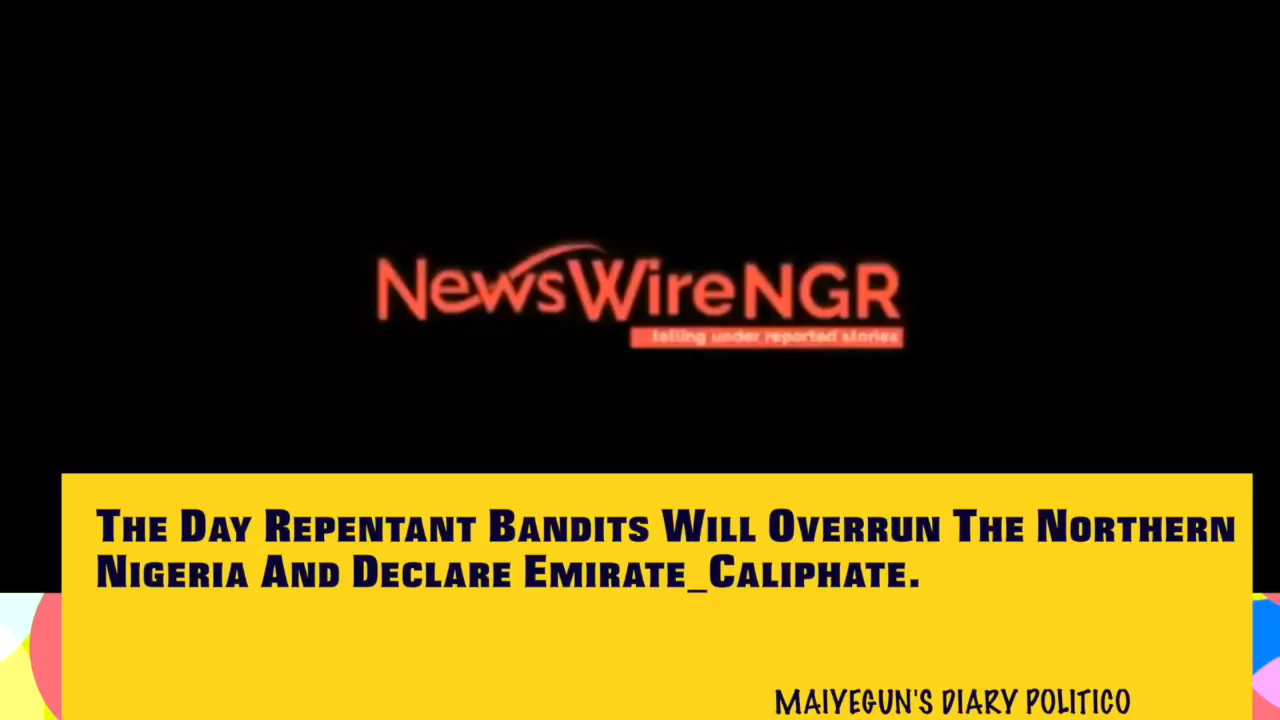 NewsWireNGR
telling under reported stories
The Day Repentant Bandits Will Overrun The Northern
Nigeria And Declare Emirate_Caliphate.
MAIYEGUN'S DIARY POLITICO